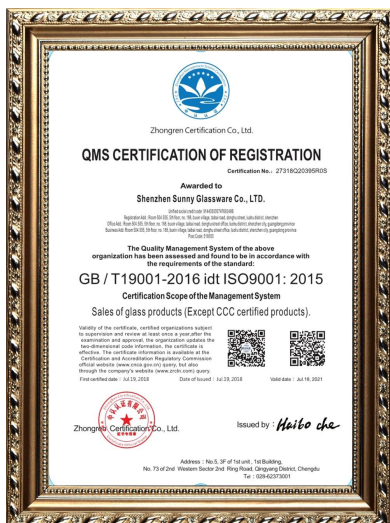 Zhongren Certification Co., Ltd.
QMS CERTIFICATION OF REGISTRATION
Certification No.: 27318Q20395R0S
Awarded to
Shenzhen Sunny Glassware Co., LTD.
The Quality Management System of the above
organization has been assessed and found to be in accordance with
the requirements of the standard:
GB / T19001-2016 idt ISO9001: 2015
Certification Scope of the Management System
Sales of glass products (Except CCC certified products).
Validity of the certificate, certified organizations subject
to supervision and review at least once a year,after the
examination and approval, the organization updates the
two-dimensional code information, the certificate is
effective. The certificate information is available at the
Certification and Accreditation Regulatory Commission
official website (www.cnca.gov.cn) query, but also
through the company's website (www.zrchi.com) query.
First certified date : Jul.19, 2018 Date of Issued : Jul.19, 2018 Valid date : Jul.18, 2021
Zhongren Certification Co., Ltd.
Issued by : Haibo che
Address : No.5, 3F of 1st unit , 1st Building,
No. 73 of 2nd Western Sector 2nd Ring Road, Qingyang District, Chengdu
Tel : 028-62373001